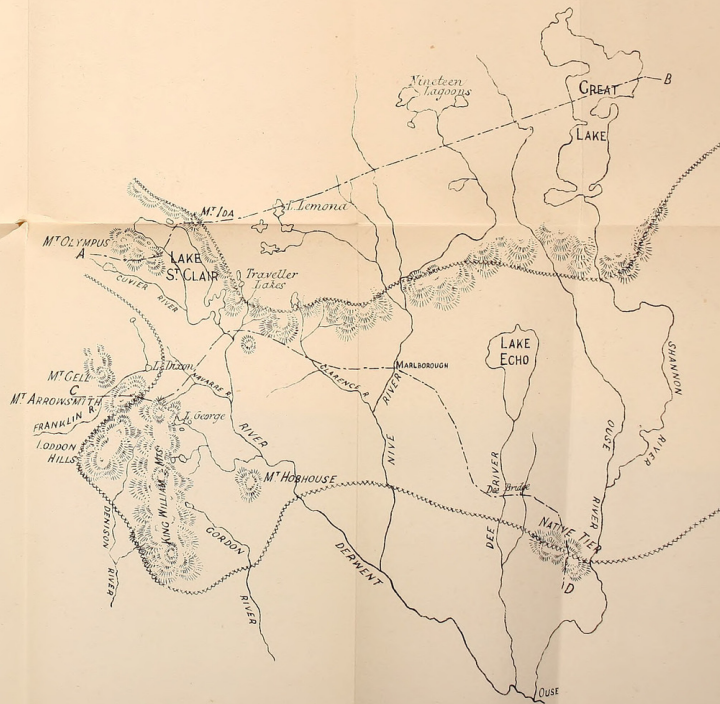 Nineteen
Lagoons
GREAT
B
LAKE
MT IDA
L. Lemona
MT OLYMPUS
A
LAKE
ST CLAIR
Traveller
Lakes
CUVIER RIVER
LAKE
ECHO
SHANNON
RIVER
MT GELL
C
MT ARROWSMITH
FRANKLIN R.
L. Dixon
NAVARRE R.
CLARENCE R.
MARLBOROUGH
L. George
LODDON
HILLS
RIVER
NIVE
RIVER
OUSE
RIVER
KING WILLIAM MTS
MT HOBHOUSE
DEE
RIVER
Dee Bridge
NATIVE TIER
D
DENISON
RIVER
GORDON
RIVER
DERWENT
OUSE